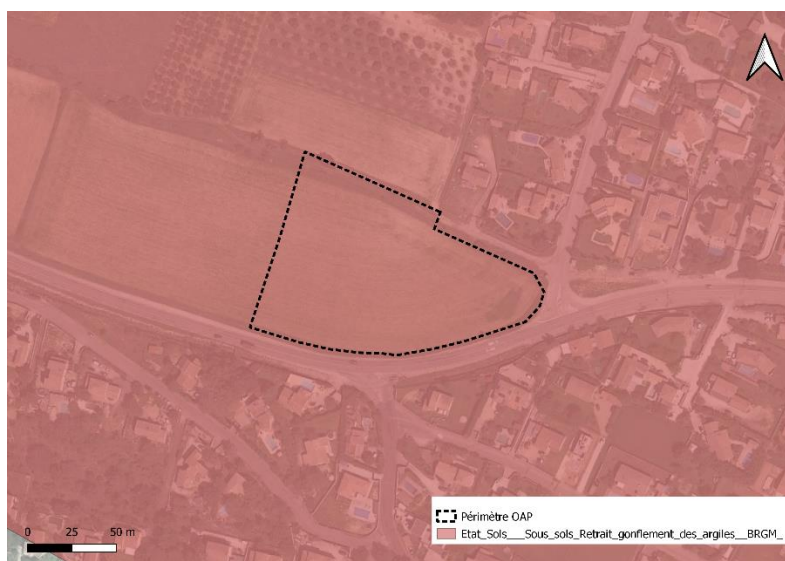 0 25 50 m
Périmètre OAP
Etat_Sols___Sous_sols_Retrait_gonflement_des_argiles__BRGM_